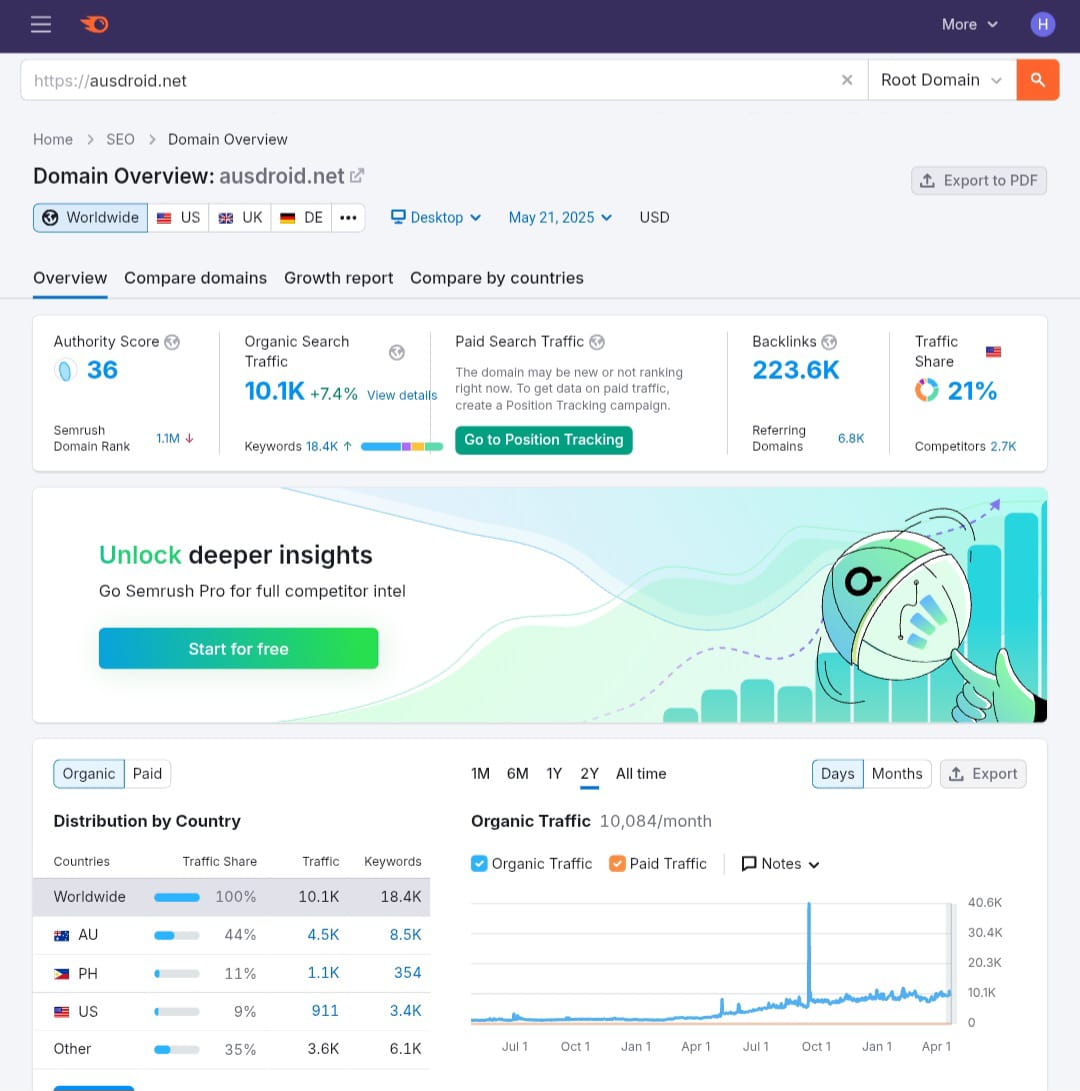 More
H
https://ausdroid.net
Root Domain
Home > SEO > Domain Overview
Domain Overview: ausdroid.net
Export to PDF
Worldwide US UK DE ••• Desktop May 21, 2025 USD
Overview Compare domains Growth report Compare by countries
Authority Score
36
Semrush
Domain Rank
1.1M ↓
Organic Search
Traffic
10.1K +7.4% View details
Keywords 18.4K ↑
Paid Search Traffic
The domain may be new or not ranking
right now. To get data on paid traffic,
create a Position Tracking campaign.
Go to Position Tracking
Backlinks
223.6K
Referring
Domains
6.8K
Traffic
Share
21%
Competitors 2.7K
Unlock deeper insights
Go Semrush Pro for full competitor intel
Start for free
Organic Paid
Distribution by Country
Countries Traffic Share Traffic Keywords
Worldwide 100% 10.1K 18.4K
AU 44% 4.5K 8.5K
PH 11% 1.1K 354
US 9% 911 3.4K
Other 35% 3.6K 6.1K
1M 6M 1Y 2Y All time
Days Months Export
Organic Traffic 10,084/month
Organic Traffic Paid Traffic Notes
40.6K
30.4K
20.3K
10.1K
0
Jul 1 Oct 1 Jan 1 Apr 1 Jul 1 Oct 1 Jan 1 Apr 1